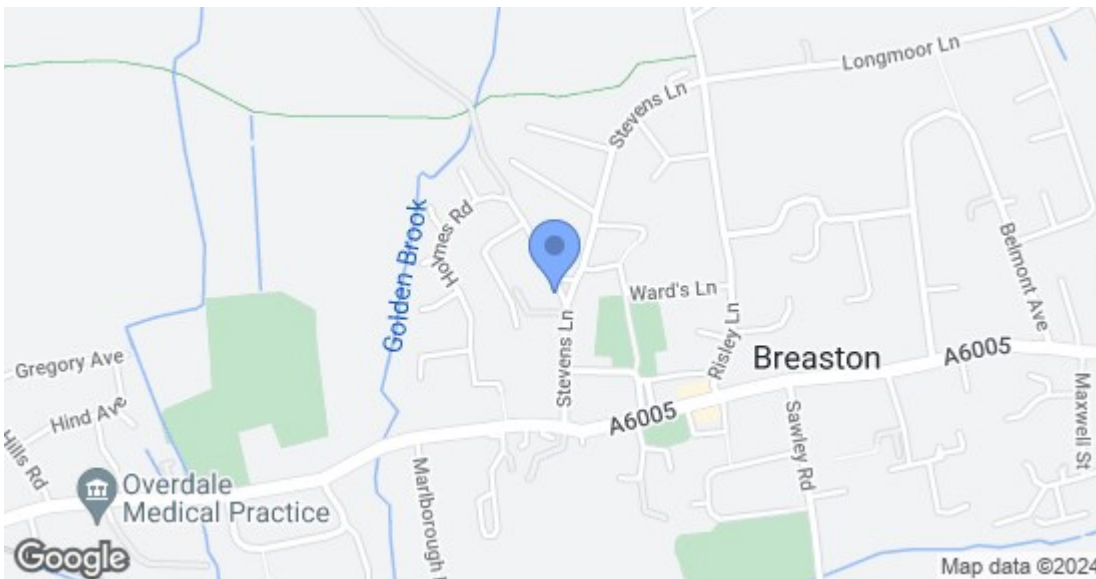 Longmoor Ln
Stevens Ln
Holmes Rd
Golden Brook
Ward's Ln
Belmont Ave
Risley Ln
Gregory Ave
Stevens Ln
Breaston
A6005
Hind Ave
A6005
Maxwell St
Hills Rd
Sawley Rd
Marlborough
Overdale
Medical Practice
Google
Map data ©2024